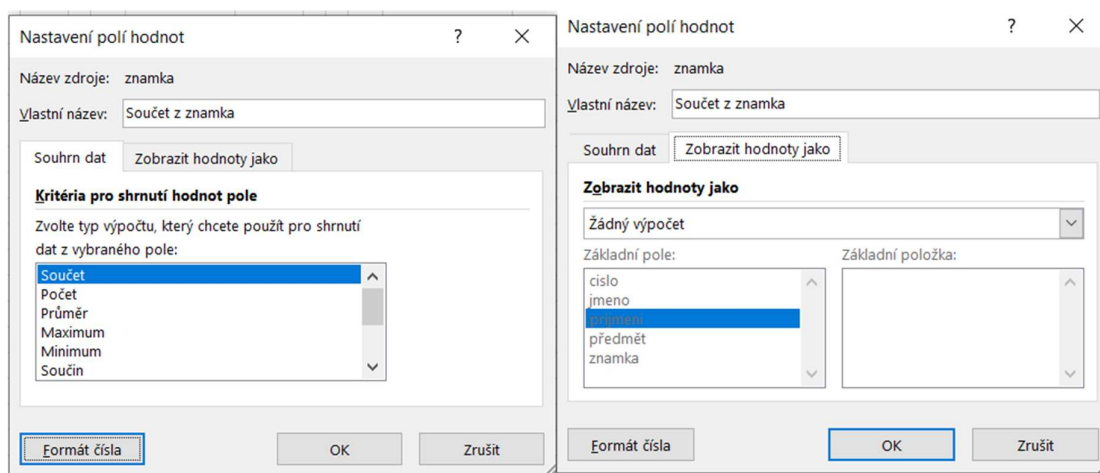 Nastavení polí hodnot ? ×
Název zdroje: znamka
Vlastní název: Součet z znamka
Souhrn dat Zobrazit hodnoty jako
Kritéria pro shrnutí hodnot pole
Zvolte typ výpočtu, který chcete použít pro shrnutí
dat z vybraného pole:
Součet
Počet
Průměr
Maximum
Minimum
Součin
Formát čísla OK Zrušit
Nastavení polí hodnot ? ×
Název zdroje: znamka
Vlastní název: Součet z znamka
Souhrn dat Zobrazit hodnoty jako
Zobrazit hodnoty jako
Žádný výpočet
Základní pole: Základní položka:
cislo
jmeno
prijmeni
předmět
znamka
Formát čísla OK Zrušit